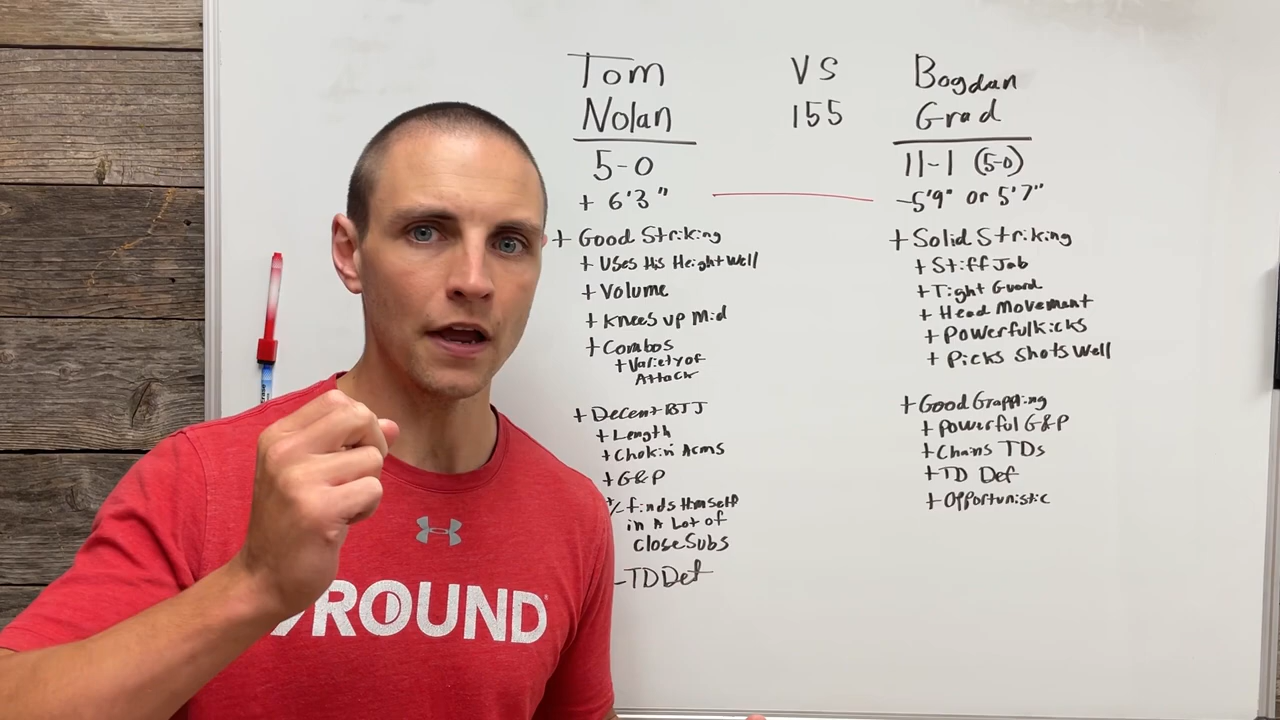 Tom VS Bogdan
Nolan 155 Grad
5-0
+ 6'3"
+ Good Striking
+ Uses His Height Well
+ Volume
+ Knees up Mid
+ Combos
+ Variety of
Attack
+ Decent BJJ
+ Length
+ Chokin Arms
+ G&P
+/- finds Himself
in A Lot of
Close Subs
- TD Def
11-1 (5-0)
-5'9" or 5'7"
+ Solid Striking
+ Stiff Jab
+ Tight Guard
+ Head Movement
+ Powerful kicks
+ Picks Shots Well
+ Good Grappling
+ Powerful G&P
+ Chains TDs
+ TD Def
+ Opportunistic
ROUND